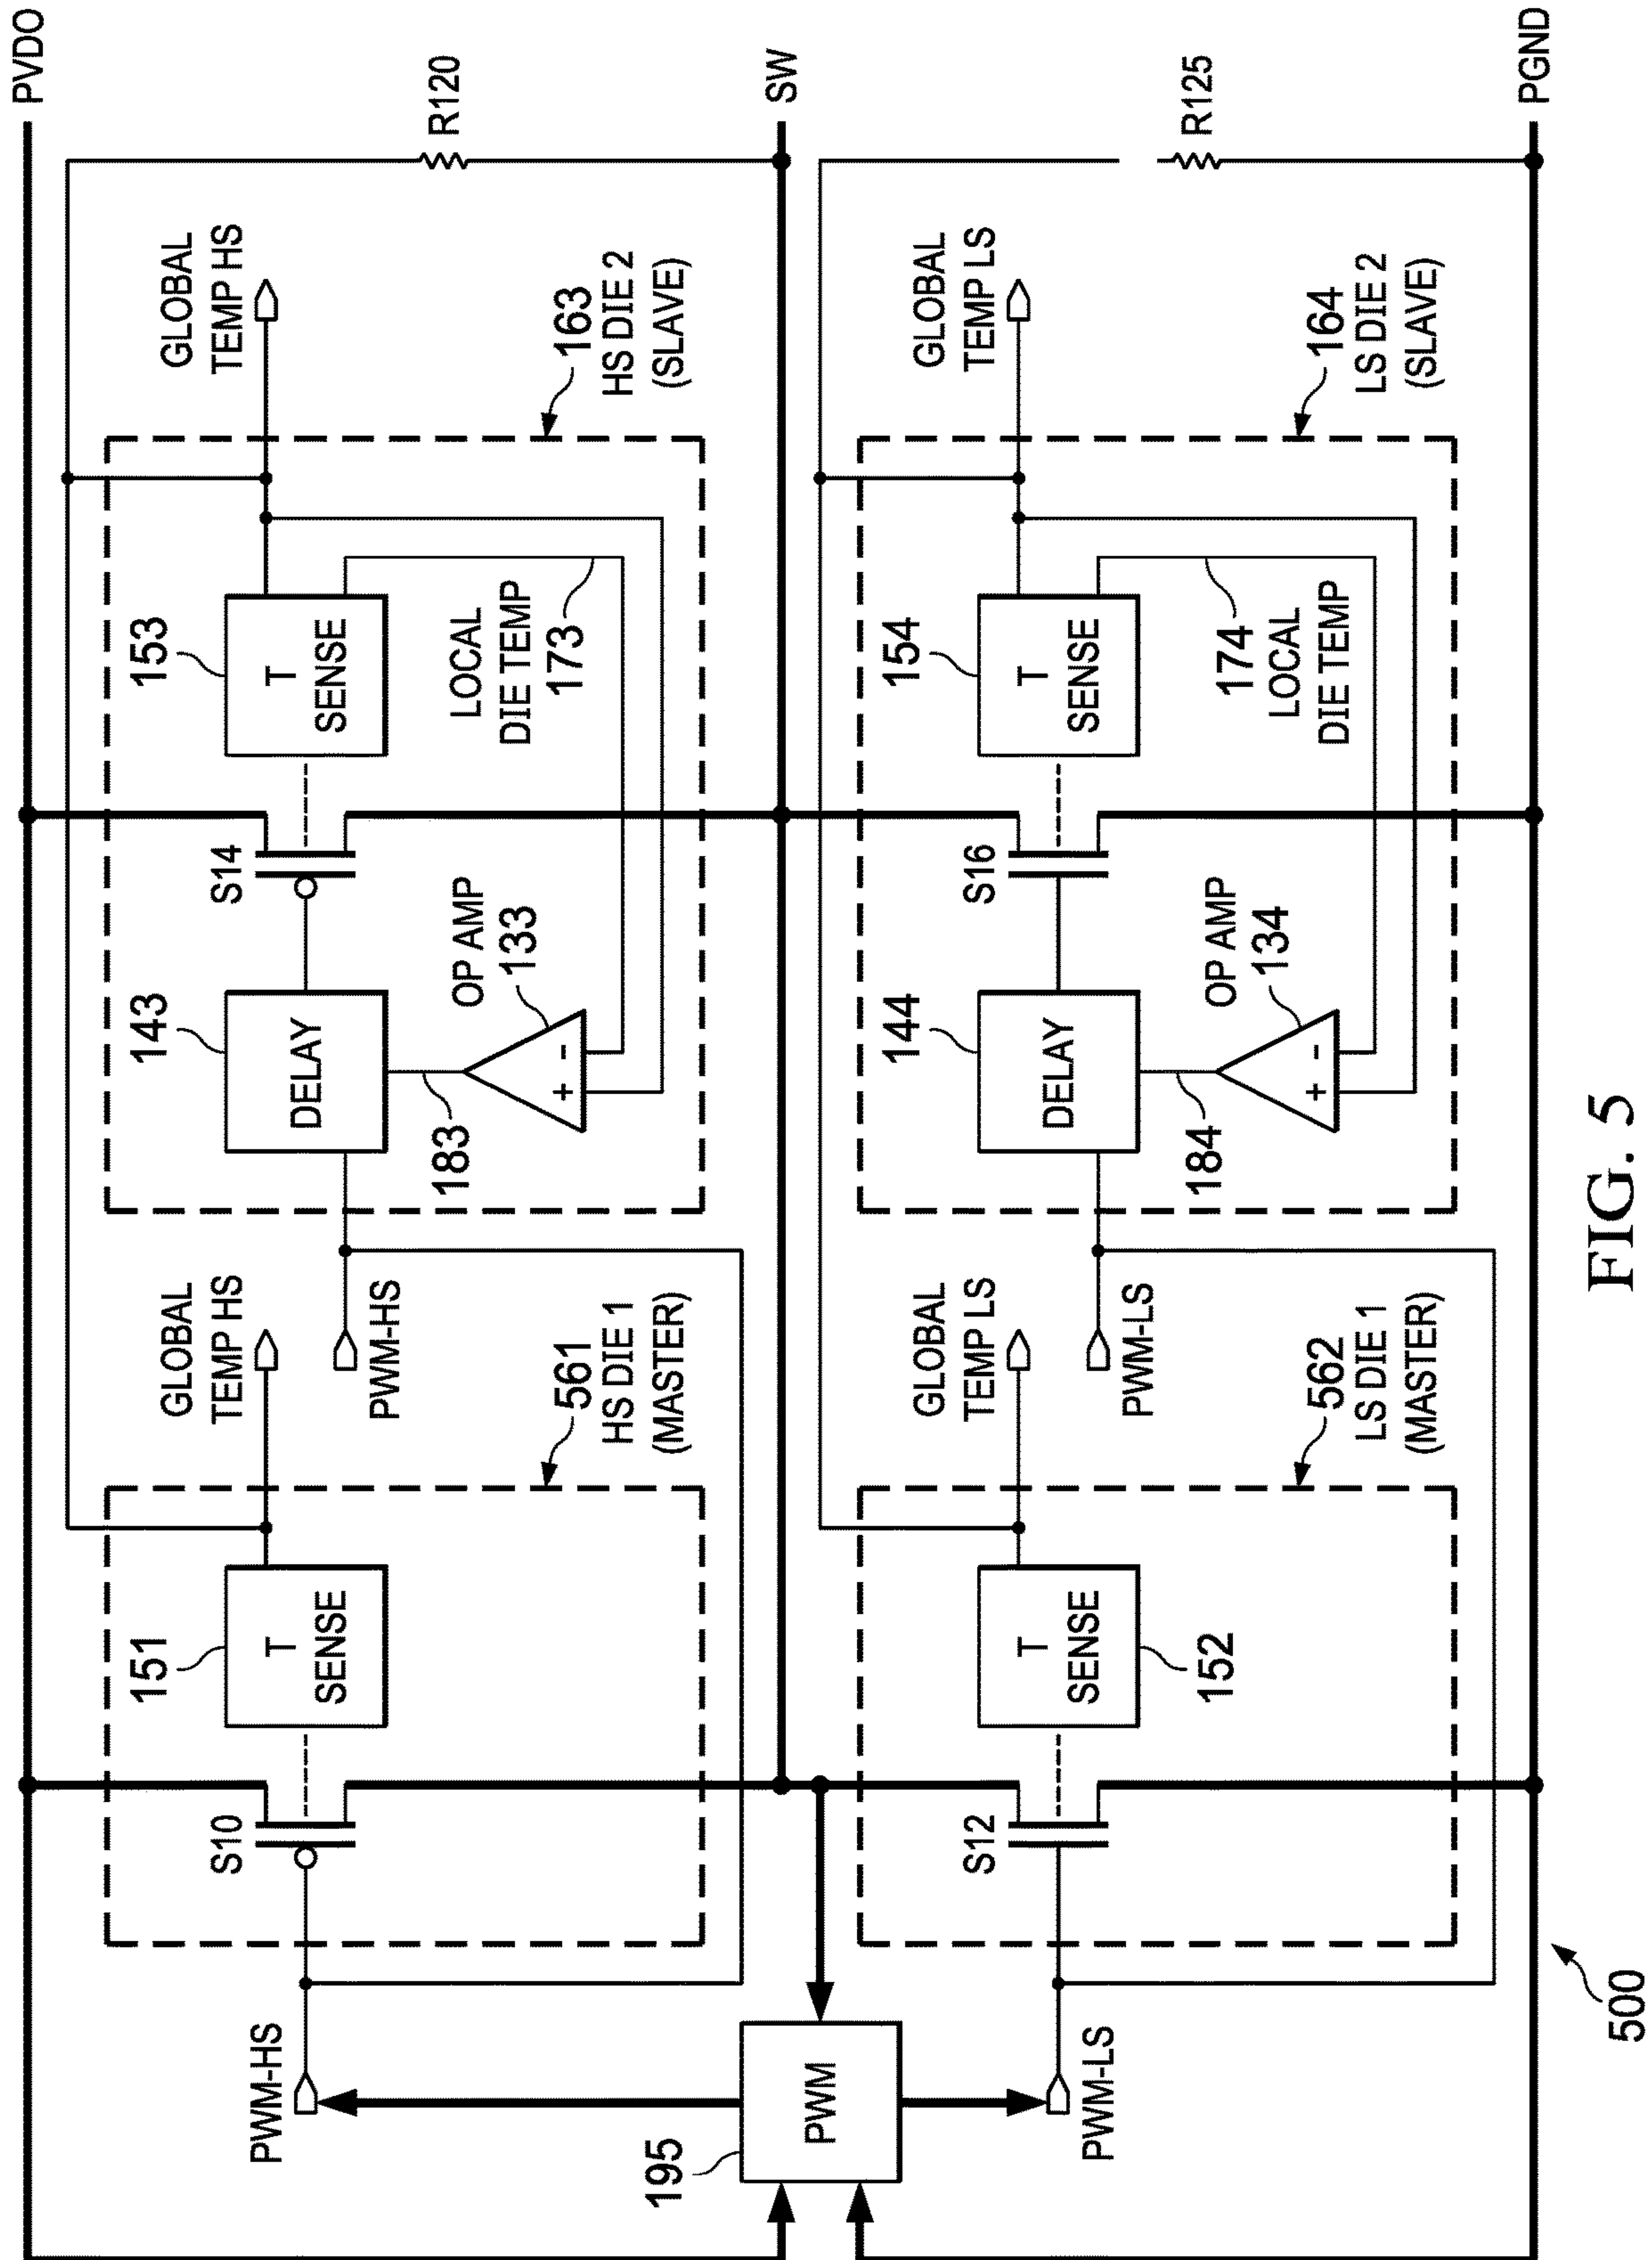 PVDO
R120
SW
R125
PGND
GLOBAL
TEMP HS
163
HS DIE 2
(SLAVE)
GLOBAL
TEMP LS
164
LS DIE 2
(SLAVE)
153
T
SENSE
LOCAL
DIE TEMP
173
154
T
SENSE
174
LOCAL
DIE TEMP
S14
S16
143
DELAY
183
OP AMP
133
+
-
144
DELAY
184
OP AMP
134
+
-
GLOBAL
TEMP HS
PWM-HS
561
HS DIE 1
(MASTER)
GLOBAL
TEMP LS
PWM-LS
562
LS DIE 1
(MASTER)
151
T
SENSE
152
T
SENSE
S10
S12
PWM-HS
195
PWM
PWM-LS
500
FIG. 5